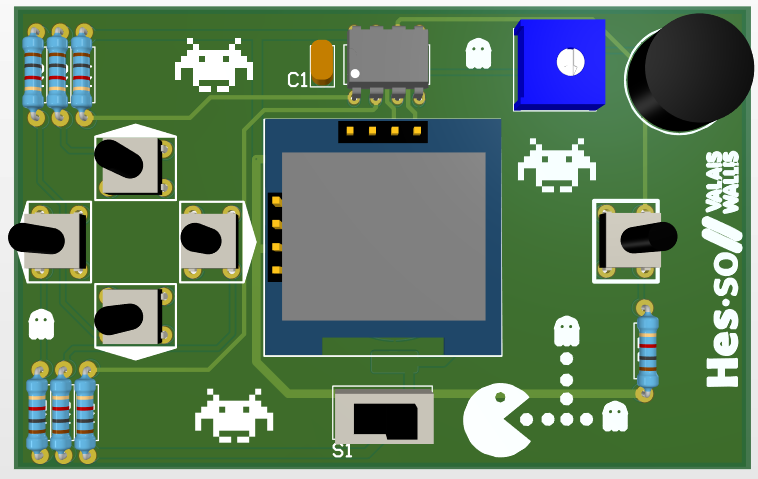 C1
VALAIS
WALLIS
Hes·so
S1